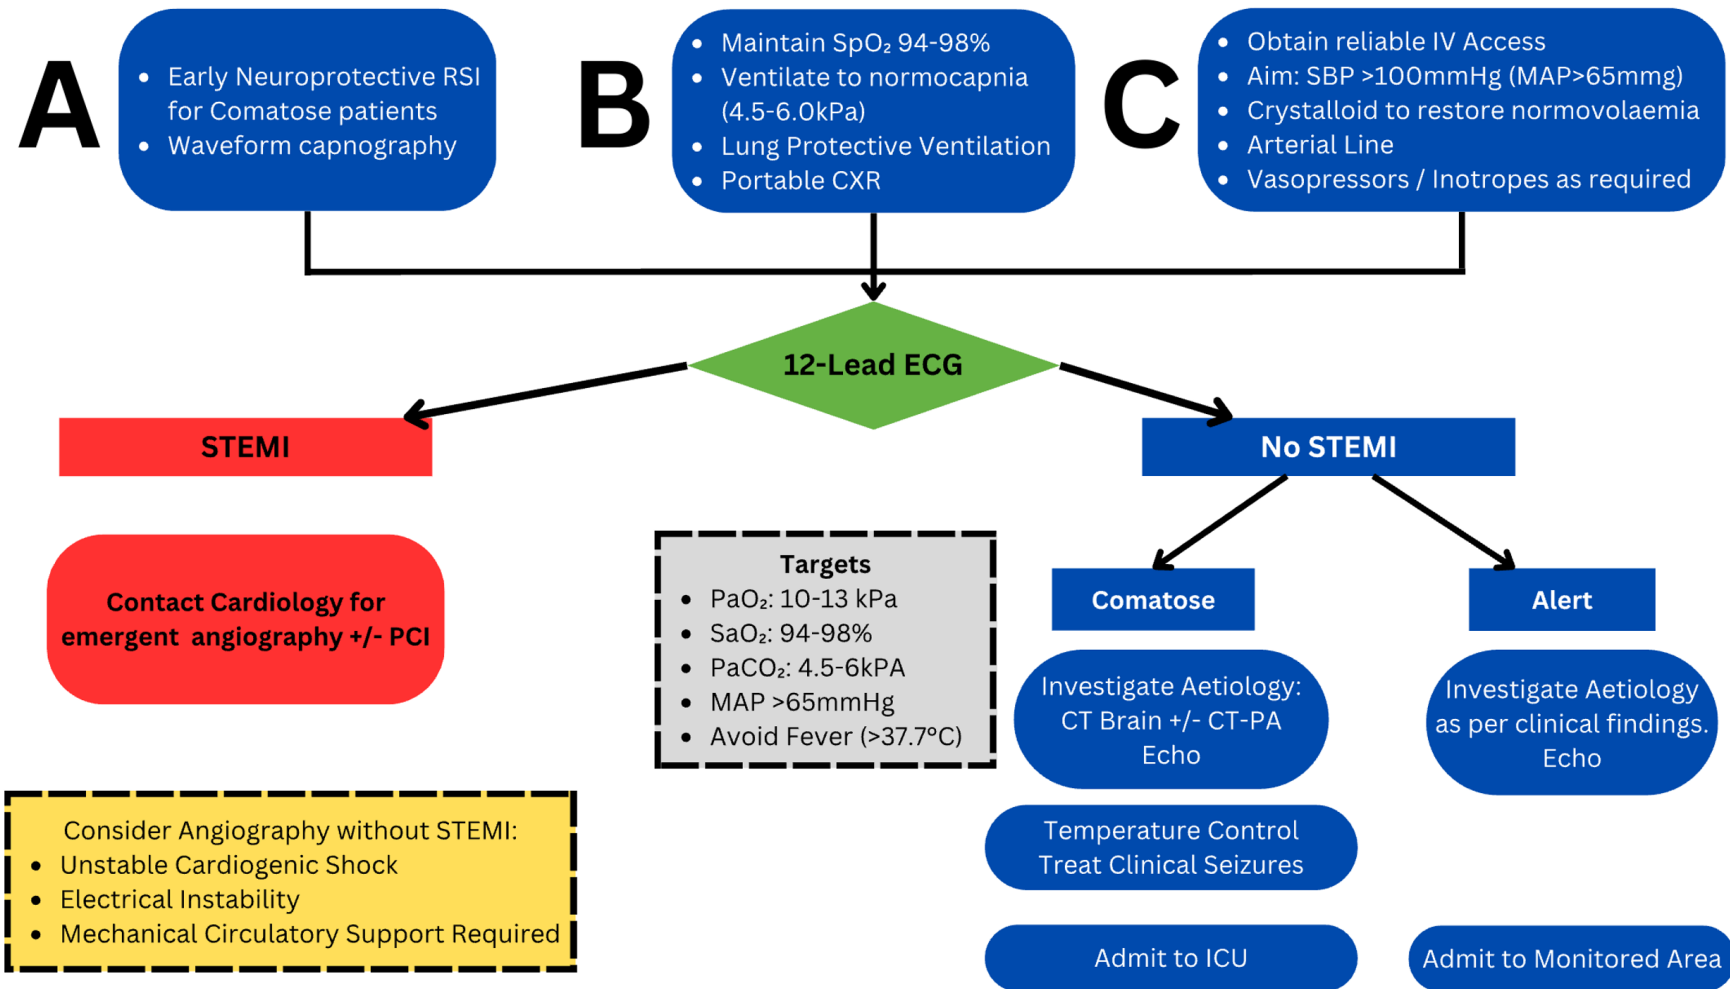 A
• Early Neuroprotective RSI
for Comatose patients
• Waveform capnography
B
• Maintain SpO₂ 94-98%
• Ventilate to normocapnia
(4.5-6.0kPa)
• Lung Protective Ventilation
• Portable CXR
C
• Obtain reliable IV Access
• Aim: SBP >100mmHg (MAP>65mmg)
• Crystalloid to restore normovolaemia
• Arterial Line
• Vasopressors / Inotropes as required
12-Lead ECG
STEMI
Contact Cardiology for
emergent angiography +/- PCI
No STEMI
Targets
• PaO₂: 10-13 kPa
• SaO₂: 94-98%
• PaCO₂: 4.5-6kPA
• MAP >65mmHg
• Avoid Fever (>37.7°C)
Comatose
Investigate Aetiology:
CT Brain +/- CT-PA
Echo
Temperature Control
Treat Clinical Seizures
Admit to ICU
Alert
Investigate Aetiology
as per clinical findings.
Echo
Admit to Monitored Area
Consider Angiography without STEMI:
• Unstable Cardiogenic Shock
• Electrical Instability
• Mechanical Circulatory Support Required